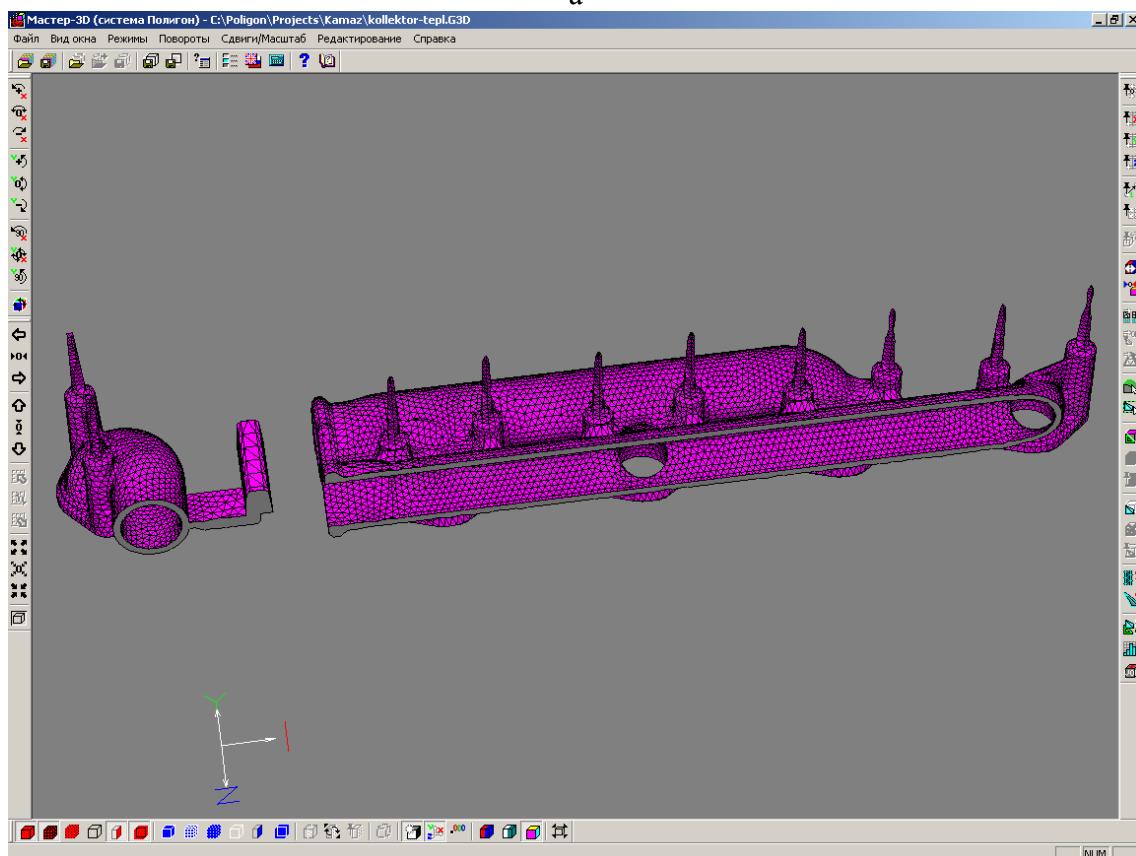 а
Мастер-3D (система Полигон) - C:\Poligon\Projects\Kamaz\kollektor-tepl.G3D
Файл Вид окна Режимы Повороты Сдвиги/Масштаб Редактирование Справка
Y
Z
NUM